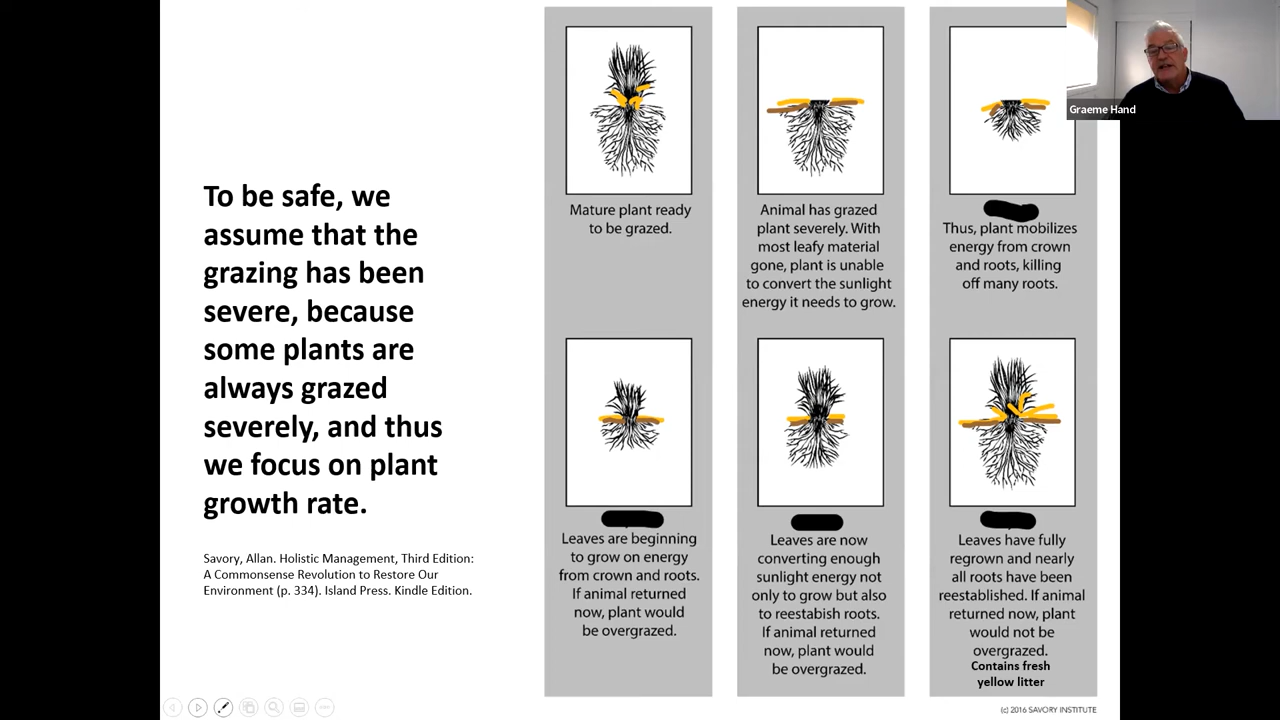 To be safe, we
assume that the
grazing has been
severe, because
some plants are
always grazed
severely, and thus
we focus on plant
growth rate.
Savory, Allan. Holistic Management, Third Edition:
A Commonsense Revolution to Restore Our
Environment (p. 334). Island Press. Kindle Edition.
Mature plant ready
to be grazed.
Animal has grazed
plant severely. With
most leafy material
gone, plant is unable
to convert the sunlight
energy it needs to grow.
Thus, plant mobilizes
energy from crown
and roots, killing
off many roots.
Leaves are beginning
to grow on energy
from crown and roots.
If animal returned
now, plant would
be overgrazed.
Leaves are now
converting enough
sunlight energy not
only to grow but also
to reestabish roots.
If animal returned
now, plant would
be overgrazed.
Leaves have fully
regrown and nearly
all roots have been
reestablished. If animal
returned now, plant
would not be
overgrazed.
Contains fresh
yellow litter
(c) 2016 SAVORY INSTITUTE
Graeme Hand